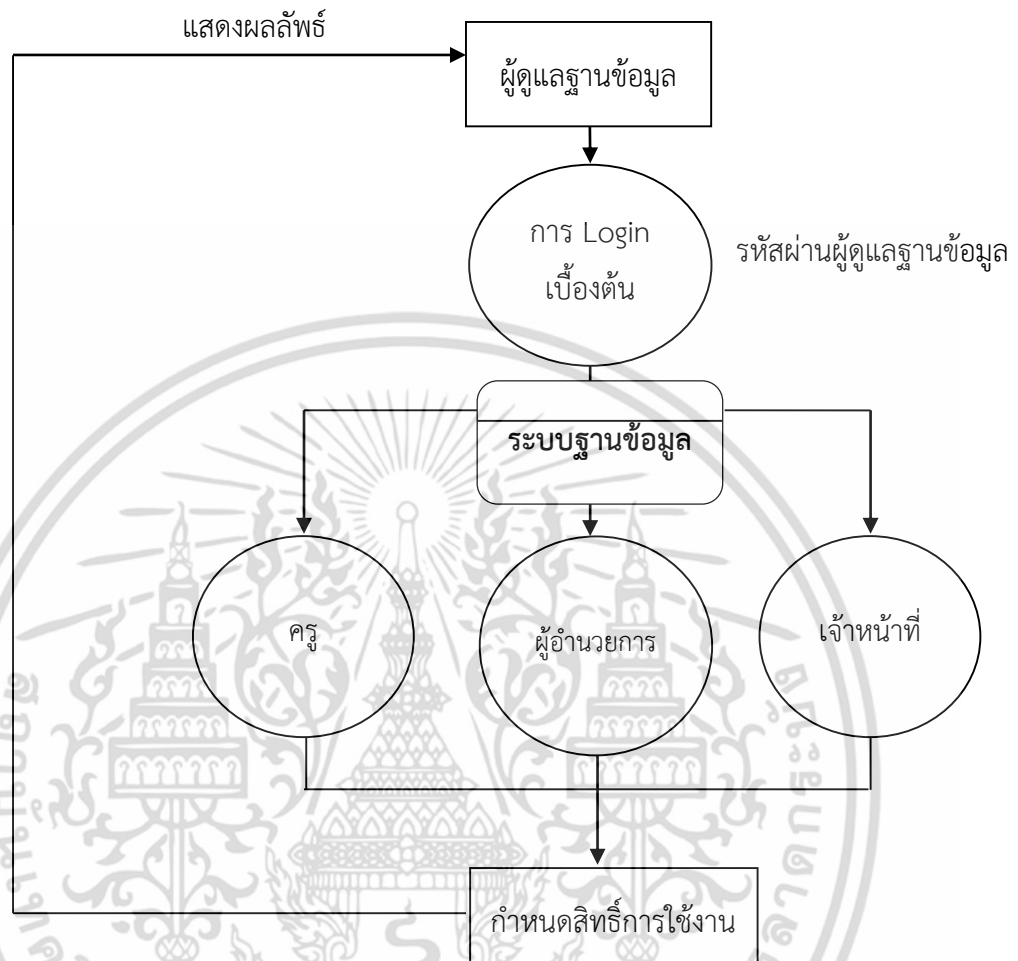 แสดงผลลัพธ์
ผู้ดูแลฐานข้อมูล
การ Login
เบื้องต้น
รหัสผ่านผู้ดูแลฐานข้อมูล
ระบบฐานข้อมูล
ครู
ผู้อำนวยการ
เจ้าหน้าที่
กำหนดสิทธิ์การใช้งาน